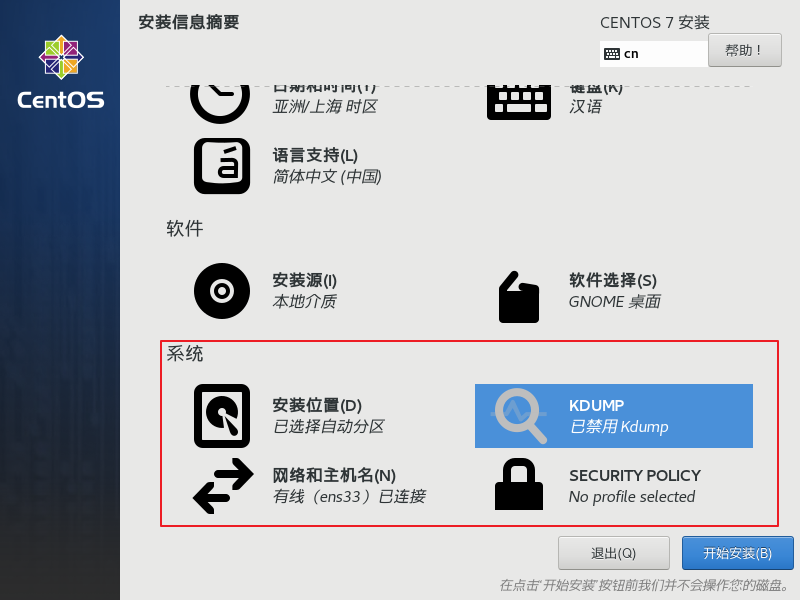 安装信息摘要
CENTOS 7 安装
cn
帮助！
CentOS
日期和时间(T)
亚洲/上海 时区
键盘(K)
汉语
语言支持(L)
简体中文 (中国)
软件
安装源(I)
本地介质
软件选择(S)
GNOME 桌面
系统
安装位置(D)
已选择自动分区
KDUMP
已禁用 Kdump
网络和主机名(N)
有线（ens33）已连接
SECURITY POLICY
No profile selected
退出(Q)
开始安装(B)
在点击'开始安装'按钮前我们并不会操作您的磁盘。